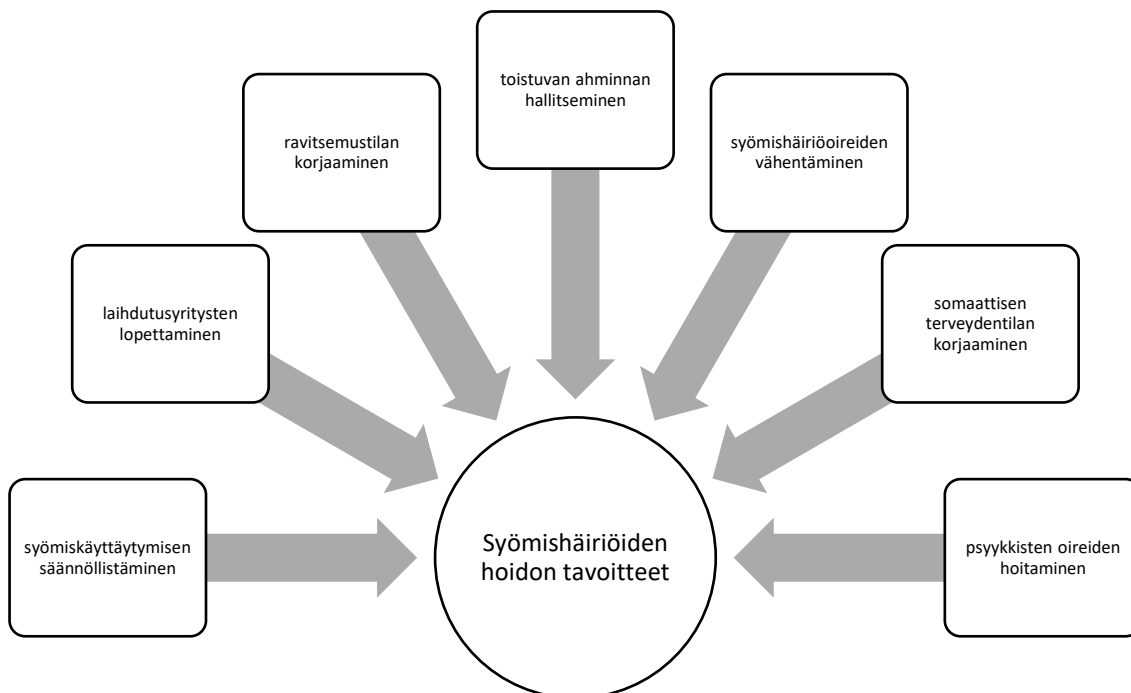 syömiskäyttäytymisen
säännöllistäminen
laihdutusyritysten
lopettaminen
ravitsemustilan
korjaaminen
toistuvan ahminnan
hallitseminen
syömishäiriöoireiden
vähentäminen
somaattisen
terveydentilan
korjaaminen
psyykkisten oireiden
hoitaminen
Syömishäiriöiden
hoidon tavoitteet